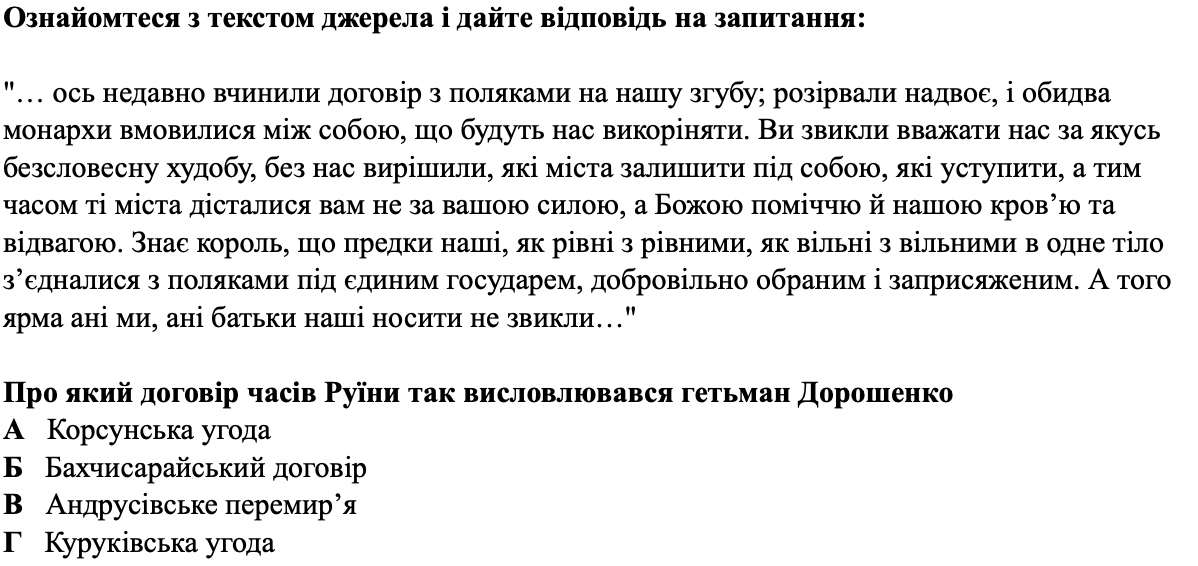 Ознайомтеся з текстом джерела і дайте відповідь на запитання:
"… ось недавно вчинили договір з поляками на нашу згубу; розірвали надвоє, і обидва
монархи вмовилися між собою, що будуть нас викоріняти. Ви звикли вважати нас за якусь
безсловесну худобу, без нас вирішили, які міста залишити під собою, які уступити, а тим
часом ті міста дісталися вам не за вашою силою, а Божою поміччю й нашою кров’ю та
відвагою. Знає король, що предки наші, як рівні з рівними, як вільні з вільними в одне тіло
з’єдналися з поляками під єдиним государем, добровільно обраним і заприсяженим. А того
ярма ані ми, ані батьки наші носити не звикли…"
Про який договір часів Руїни так висловлювався гетьман Дорошенко
А Корсунська угода
Б Бахчисарайський договір
В Андрусівське перемир’я
Г Куруківська угода